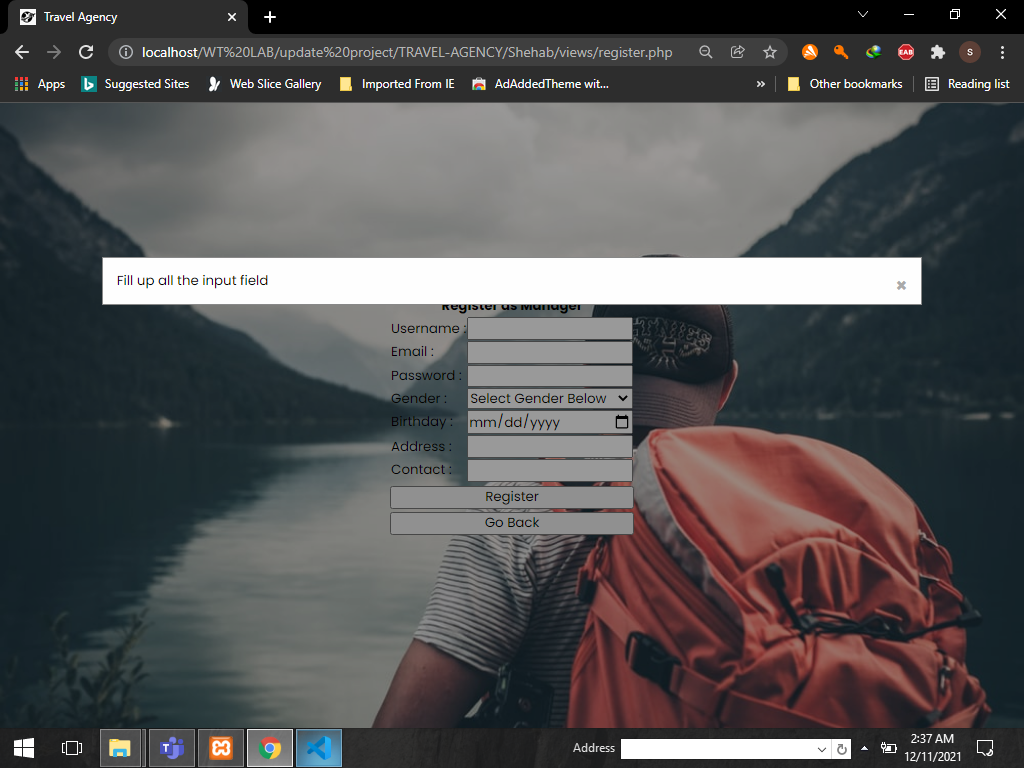 Travel Agency
localhost/WT%20LAB/update%20project/TRAVEL-AGENCY/Shehab/views/register.php
EAB
S
Apps
Suggested Sites
Web Slice Gallery
Imported From IE
AdAddedTheme wit...
»
Other bookmarks
Reading list
Fill up all the input field
Register as Manager
Username :
Email :
Password :
Gender :
Select Gender Below
Birthday :
mm/dd/yyyy
Address :
Contact :
Register
Go Back
Address
2:37 AM
12/11/2021